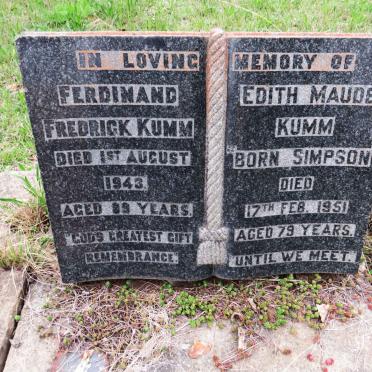 IN LOVING MEMORY OF
FERDINAND
FREDRICK KUMM
DIED 1ST AUGUST
1943.
AGED 89 YEARS.
"GOD'S GREATEST GIFT
REMEMBRANCE."
EDITH MAUDE
KUMM
BORN SIMPSON
DIED
17TH FEB. 1951
AGED 79 YEARS.
UNTIL WE MEET.